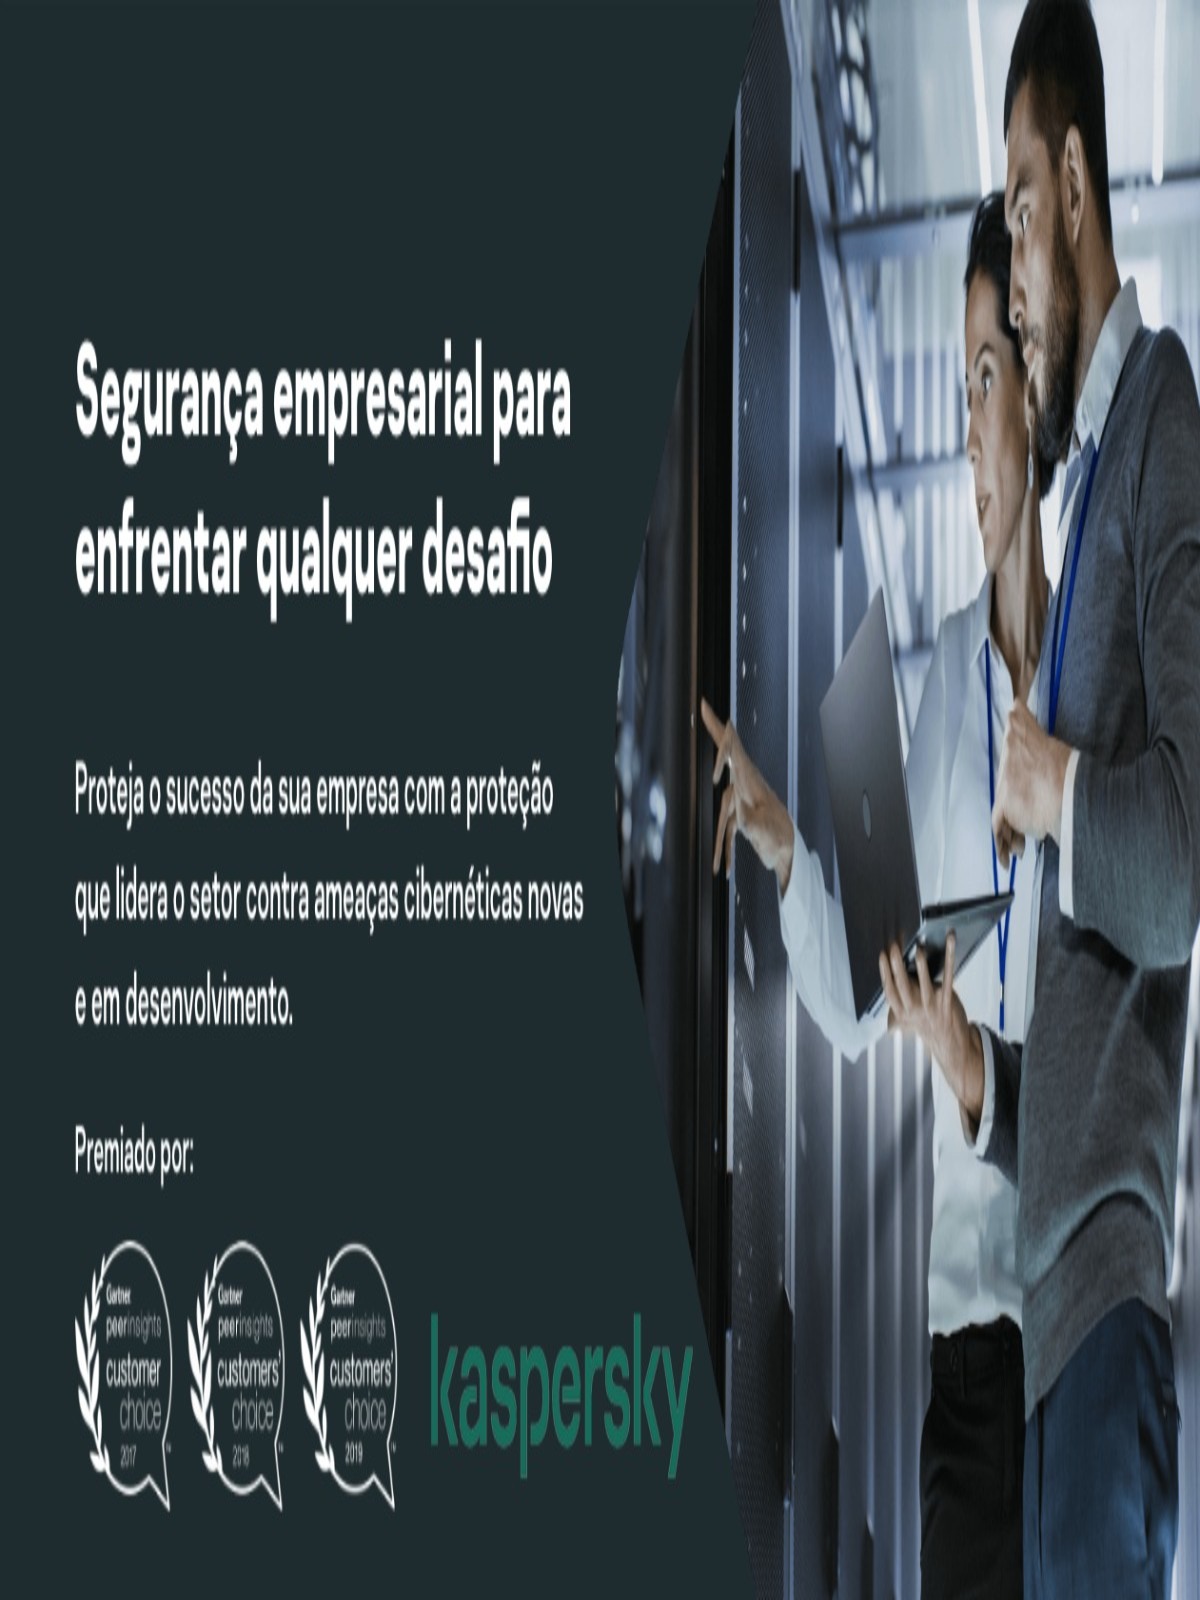 Segurança empresarial para
enfrentar qualquer desafio
Proteja o sucesso da sua empresa com a proteção
que lidera o setor contra ameaças cibernéticas novas
e em desenvolvimento.
Premiado por:
Gartner
peerinsights
customer
choice
2017
Gartner
peerinsights
customers'
choice
2018
Gartner
peerinsights
customers'
choice
2019
kaspersky